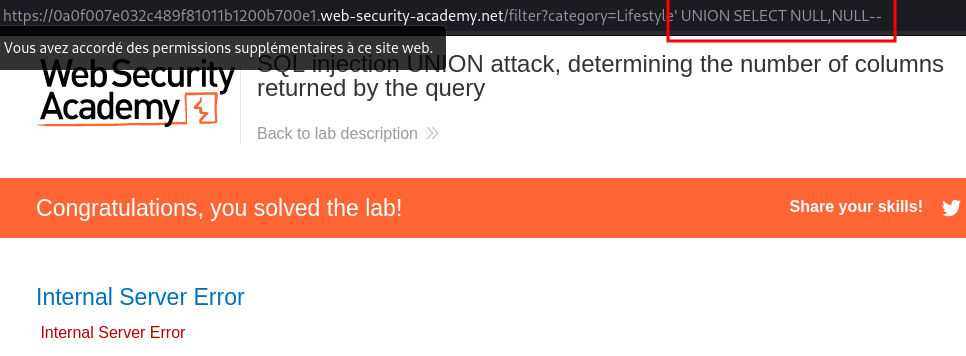 https://0a0f007e032c489f81011b1200b700e1.web-security-academy.net/filter?category=Lifestyle' UNION SELECT NULL,NULL--
Vous avez accordé des permissions supplémentaires à ce site web.
Web Security
Academy
SQL injection UNION attack, determining the number of columns
returned by the query
Back to lab description
Congratulations, you solved the lab!
Share your skills!
Internal Server Error
Internal Server Error